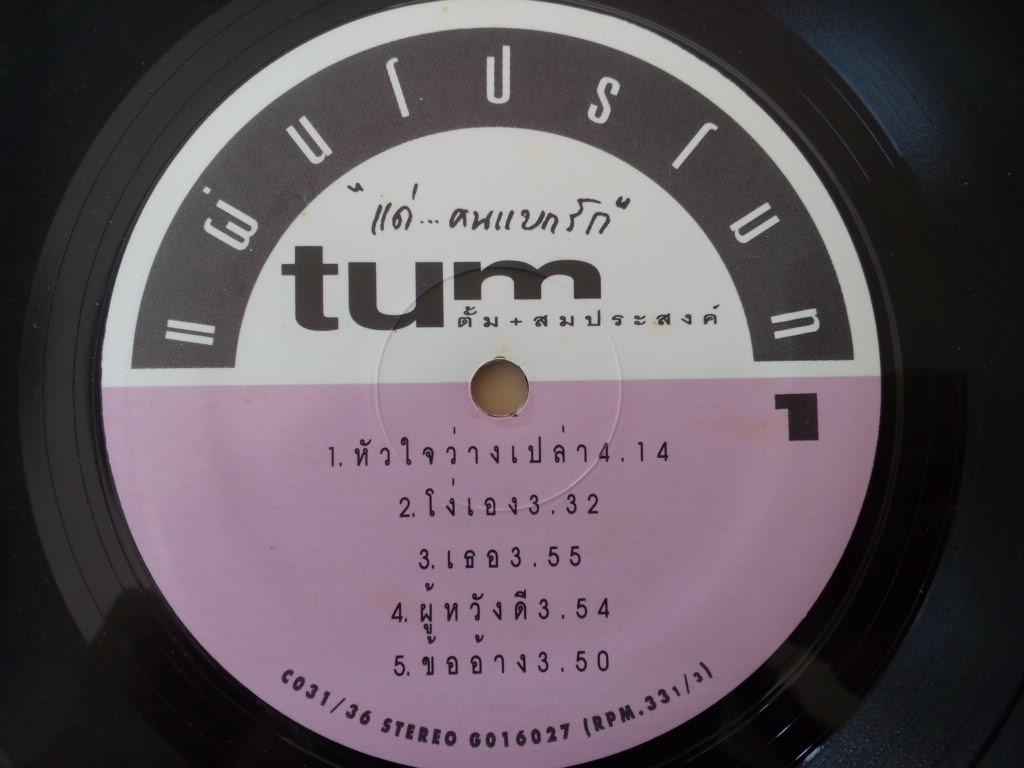 แผ่นโปรโมท
"แด่...คนแบกรัก"
tum
ตั้ม + สมประสงค์
1
1. หัวใจว่างเปล่า 4.14
2. โง่เอง 3.32
3. เธอ 3.55
4. ผู้หวังดี 3.54
5. ข้ออ้าง 3.50
C031/36 STEREO G016027 (RPM.33 1/3)